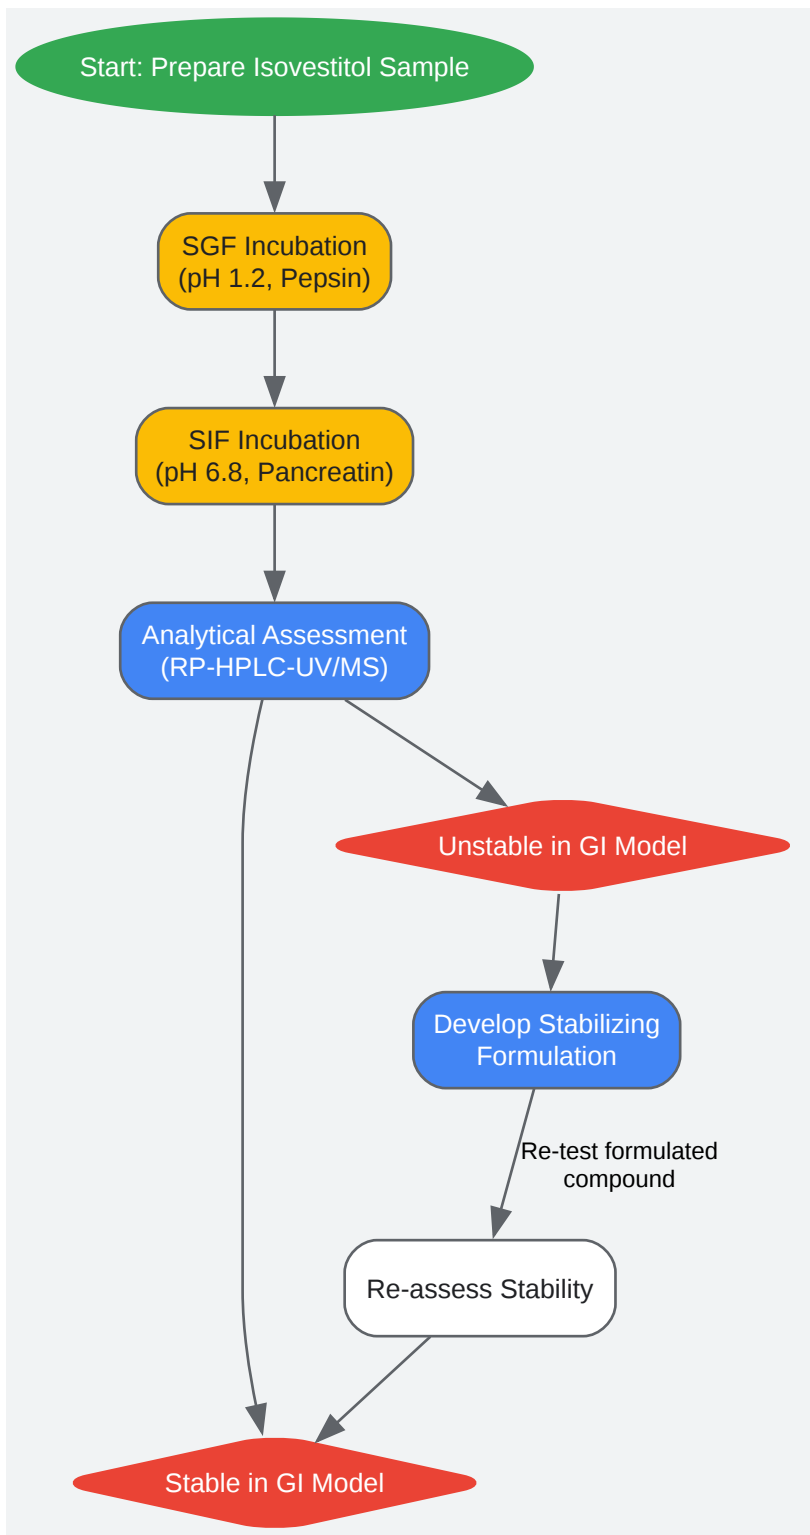 Start: Prepare Isovestitol Sample
SGF Incubation
(pH 1.2, Pepsin)
SIF Incubation
(pH 6.8, Pancreatin)
Analytical Assessment
(RP-HPLC-UV/MS)
Unstable in GI Model
Develop Stabilizing
Formulation
Re-test formulated
compound
Re-assess Stability
Stable in GI Model